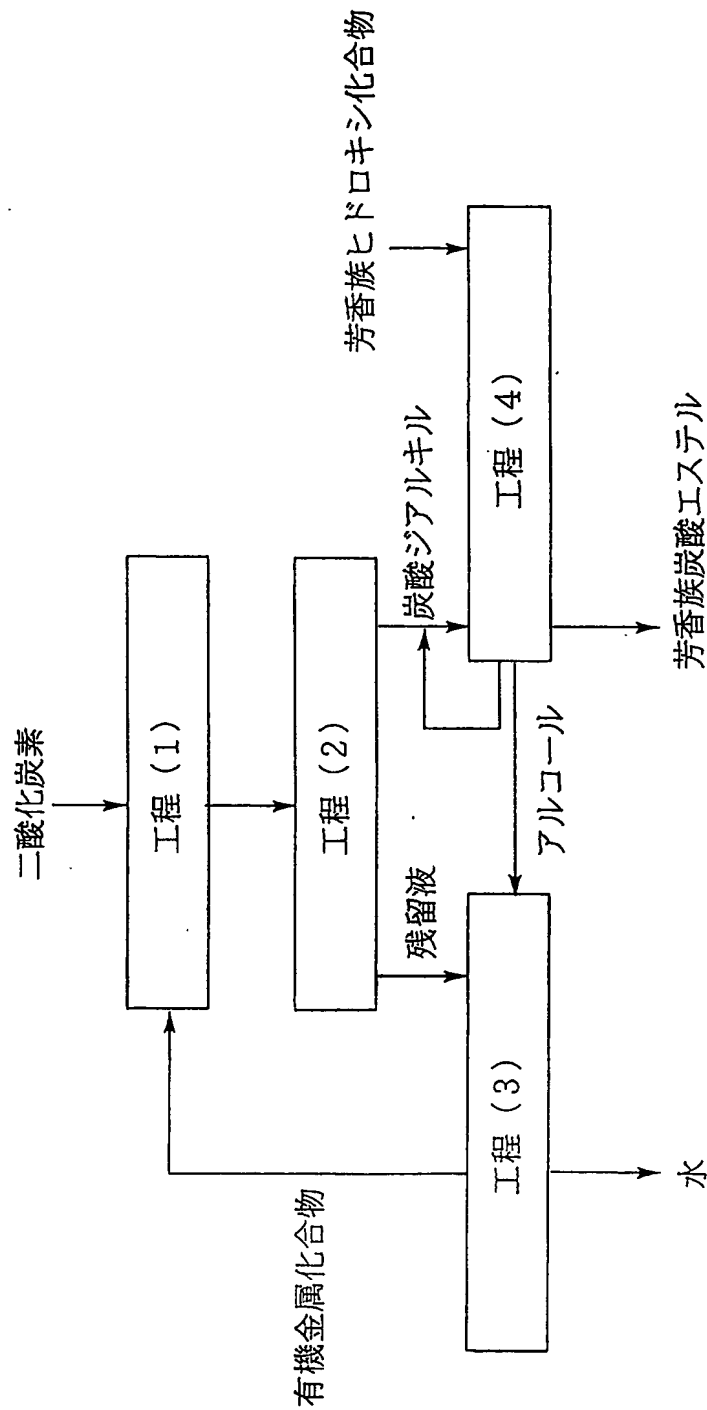 二酸化炭素
工程(1)
有機金属化合物
工程(2)
残留液
炭酸ジアルキル
芳香族ヒドロキシ化合物
工程(3)
アルコール
工程(4)
水
芳香族炭酸エステル